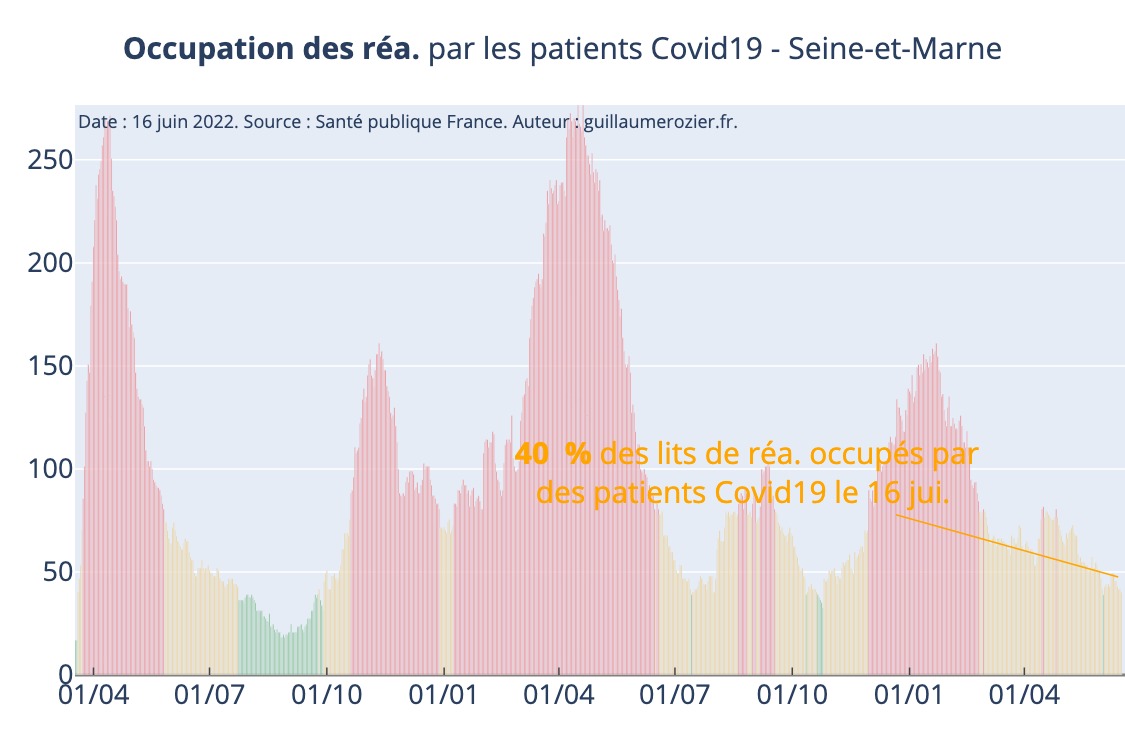 Occupation des réa. par les patients Covid19 - Seine-et-Marne
Date : 16 juin 2022. Source : Santé publique France. Auteur : guillaumerozier.fr.
250
200
150
100
50
0
40 % des lits de réa. occupés par
des patients Covid19 le 16 jui.
01/04 01/07 01/10 01/01 01/04 01/07 01/10 01/01 01/04